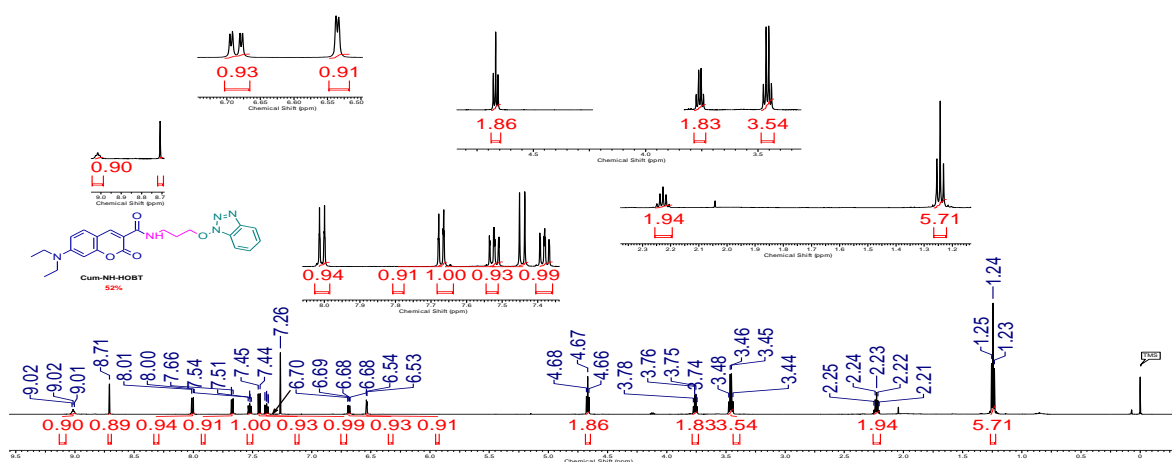 0.93
0.91
6.70 6.65 6.60 6.55 6.50
Chemical Shift (ppm)
1.86
1.83
3.54
4.5 4.0 3.5
Chemical Shift (ppm)
0.90
9.0 8.9 8.8 8.7
Chemical Shift (ppm)
1.94
5.71
2.3 2.2 2.1 2.0 1.9 1.8 1.7 1.6 1.5 1.4 1.3 1.2
Chemical Shift (ppm)
O
N
N
N
NH
O
N
O
O
Cum-NH-HOBT
52%
0.94
0.91
1.00
0.93
0.99
8.0 7.9 7.8 7.7 7.6 7.5 7.4
Chemical Shift (ppm)
9.02
9.02
9.01
8.71
8.01
8.00
7.66
7.54
7.51
7.45
7.44
7.26
6.70
6.69
6.68
6.68
6.54
6.53
4.68
4.67
4.66
3.78
3.76
3.75
3.74
3.48
3.46
3.45
3.44
2.25
2.24
2.23
2.22
2.21
1.25
1.24
1.23
TMS
0.90 0.89 0.94 0.91 1.00 0.93 0.99 0.93 0.91 1.86 1.83 3.54 1.94 5.71
9.5 9.0 8.5 8.0 7.5 7.0 6.5 6.0 5.5 5.0 4.5 4.0 3.5 3.0 2.5 2.0 1.5 1.0 0.5 0
Chemical Shift (ppm)